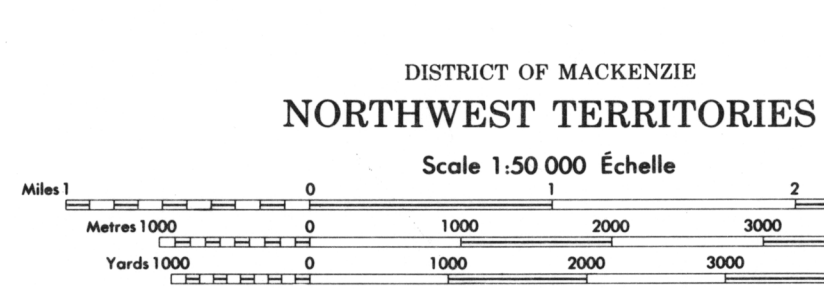 DISTRICT OF MACKENZIE
NORTHWEST TERRITORIES
Scale 1:50 000 Échelle
Miles 1 0 1 2
Metres 1000 0 1000 2000 3000
Yards 1000 0 1000 2000 3000